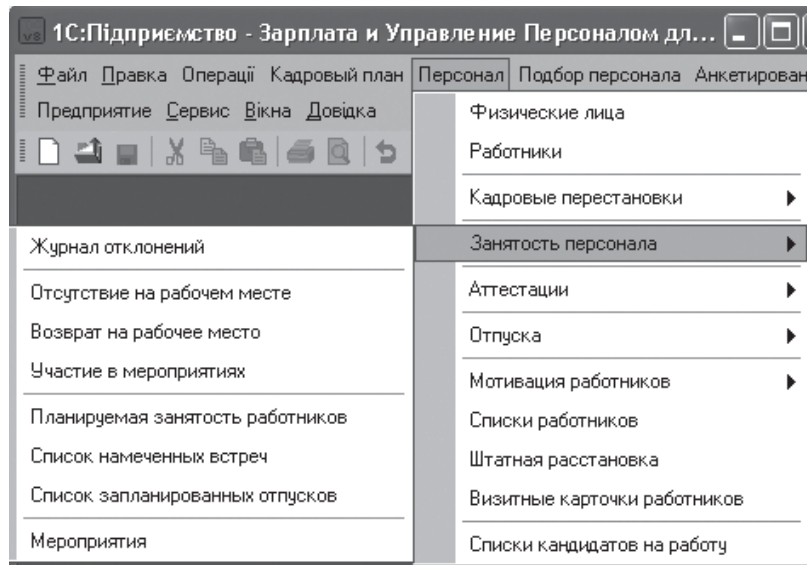 1С:Підприємство - Зарплата и Управление Персоналом дл...
Файл Правка Операції Кадровый план Персонал Подбор персонала Анкетирован
Предприятие Сервис Вікна Довідка
Физические лица
Работники
Кадровые перестановки
Занятость персонала
Аттестации
Отпуска
Мотивация работников
Списки работников
Штатная расстановка
Визитные карточки работников
Списки кандидатов на работу
Журнал отклонений
Отсутствие на рабочем месте
Возврат на рабочее место
Участие в мероприятиях
Планируемая занятость работников
Список намеченных встреч
Список запланированных отпусков
Мероприятия